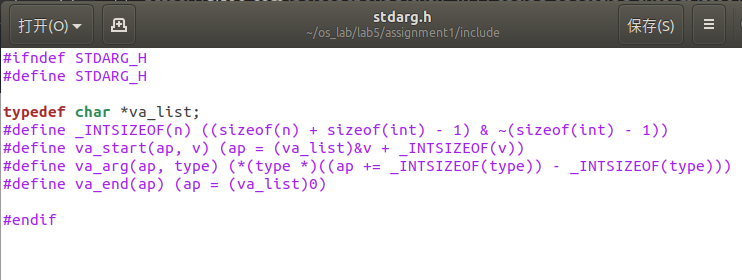 打开(O)
stdarg.h
~/os_lab/lab5/assignment1/include
保存(S)
#ifndef STDARG_H
#define STDARG_H
typedef char *va_list;
#define _INTSIZEOF(n) ((sizeof(n) + sizeof(int) - 1) & ~(sizeof(int) - 1))
#define va_start(ap, v) (ap = (va_list)&v + _INTSIZEOF(v))
#define va_arg(ap, type) (*(type *)((ap += _INTSIZEOF(type)) - _INTSIZEOF(type)))
#define va_end(ap) (ap = (va_list)0)
#endif